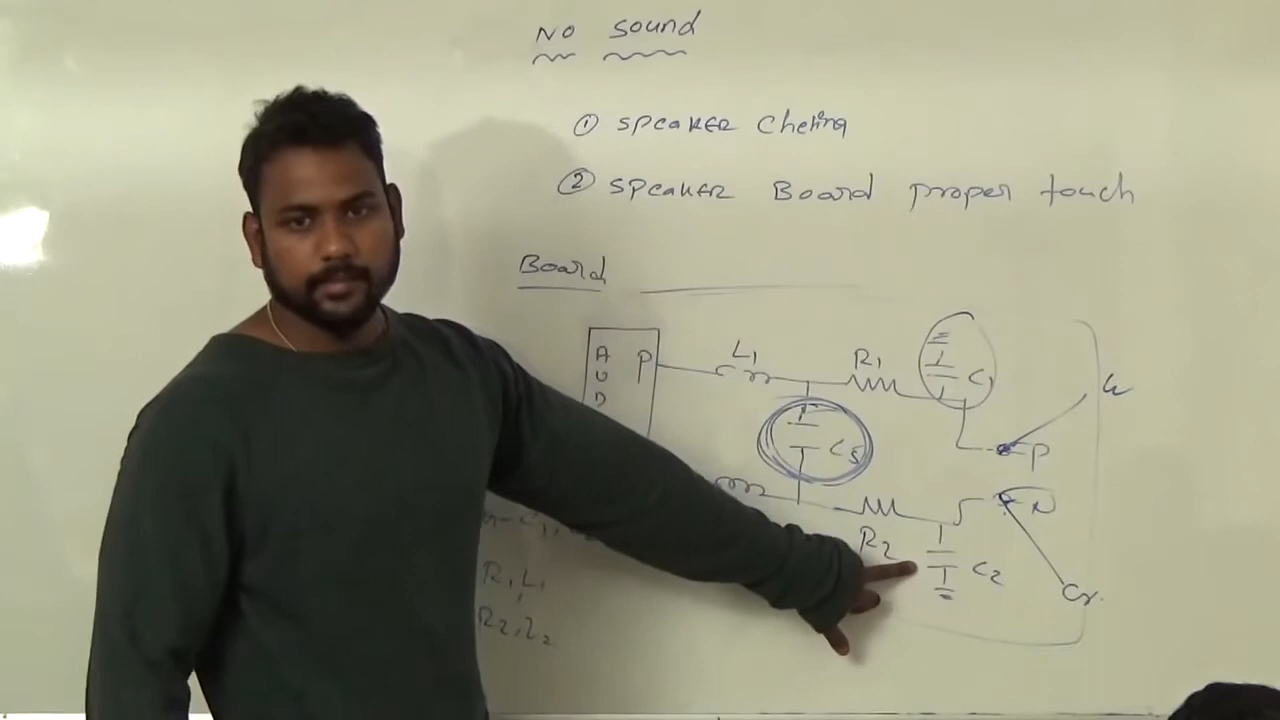 No sound
① SPEAKER Cheking
② SPEAKER Board proper touch
Board
A P L1 R1 C1
U
D
C5 P
R2 N
C2
R1, L1
R2, L2